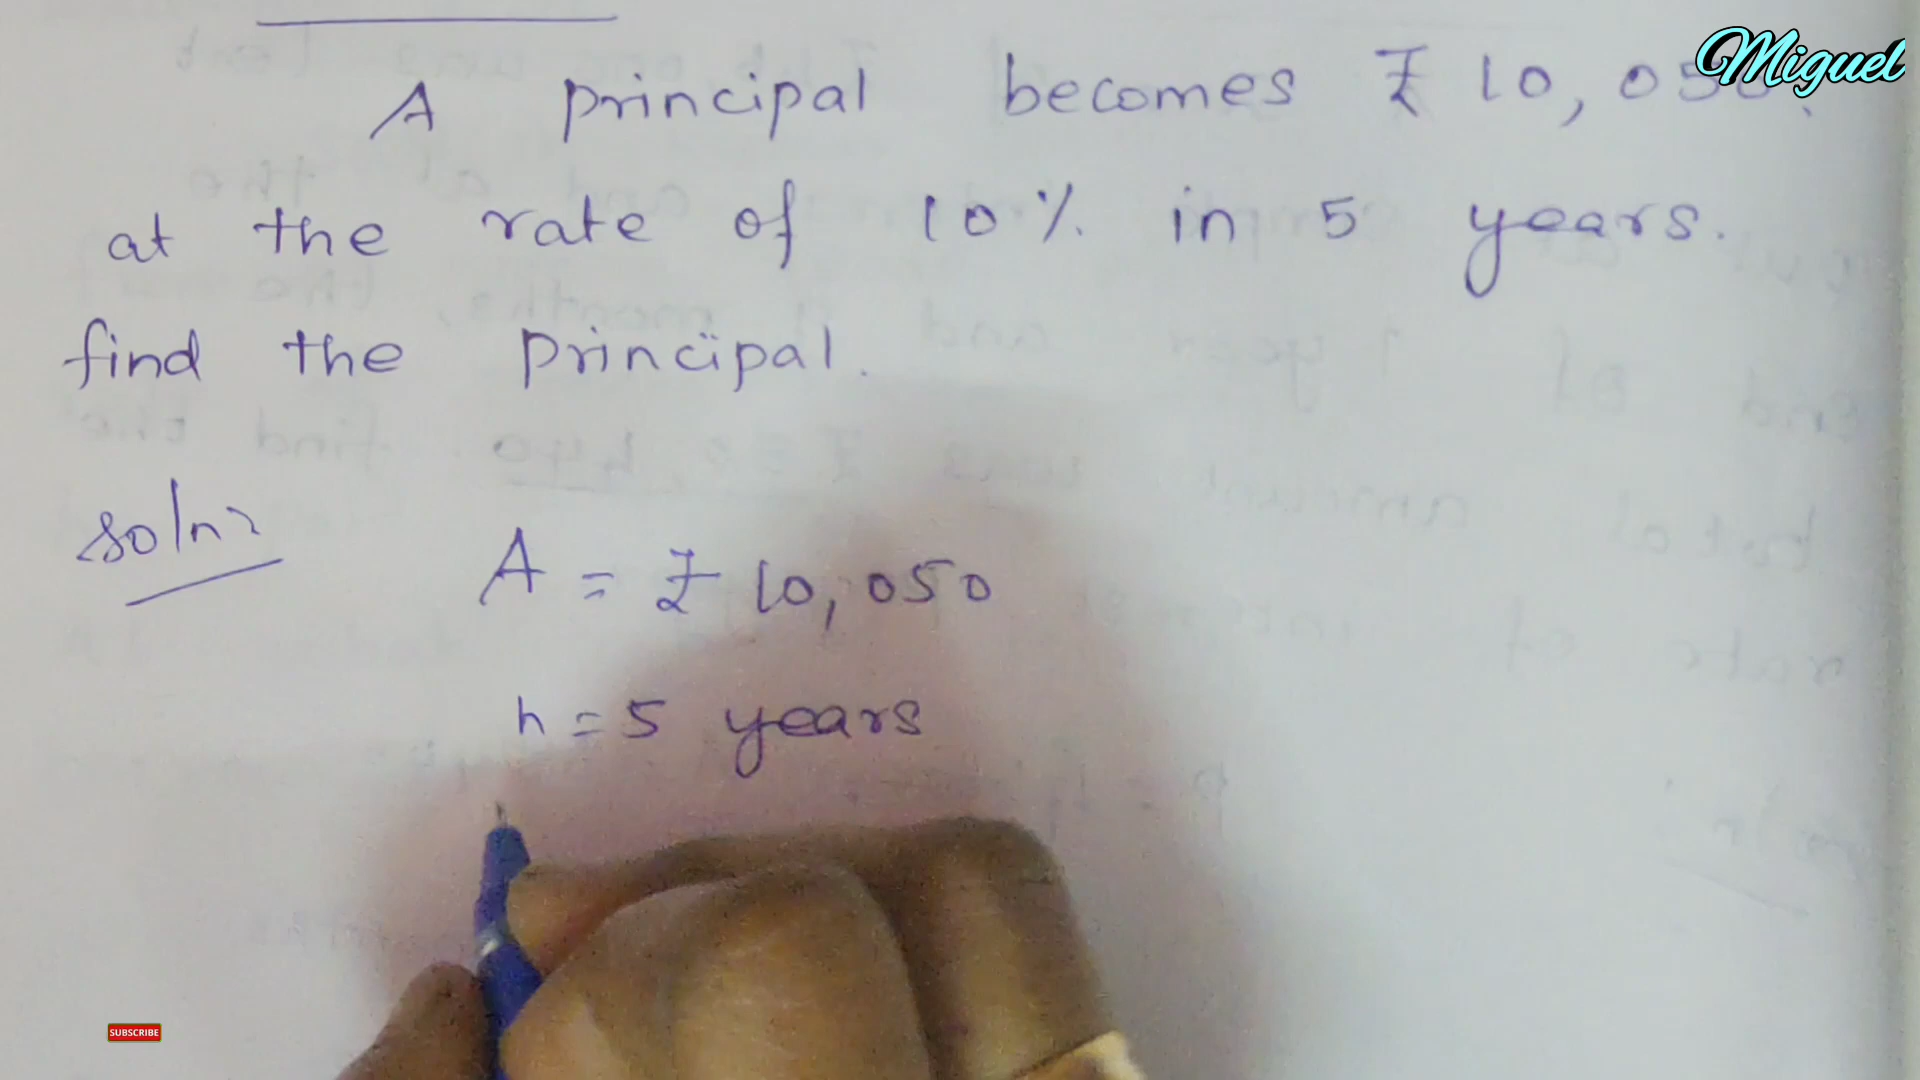 A principal becomes ₹ 10,050.
at the rate of 10% in 5 years.
find the principal.
soln:
A = ₹ 10,050
n = 5 years
Miguel
SUBSCRIBE